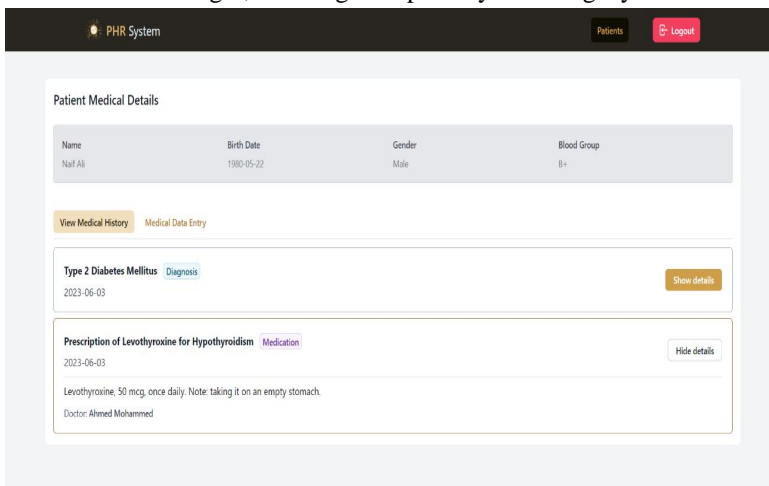 PHR System
Patients
Logout
Patient Medical Details
Name Birth Date Gender Blood Group
Naif Ali 1980-05-22 Male B+
View Medical History Medical Data Entry
Type 2 Diabetes Mellitus Diagnosis
2023-06-03
Show details
Prescription of Levothyroxine for Hypothyroidism Medication
2023-06-03
Hide details
Levothyroxine, 50 mcg, once daily. Note: taking it on an empty stomach.
Doctor: Ahmed Mohammed